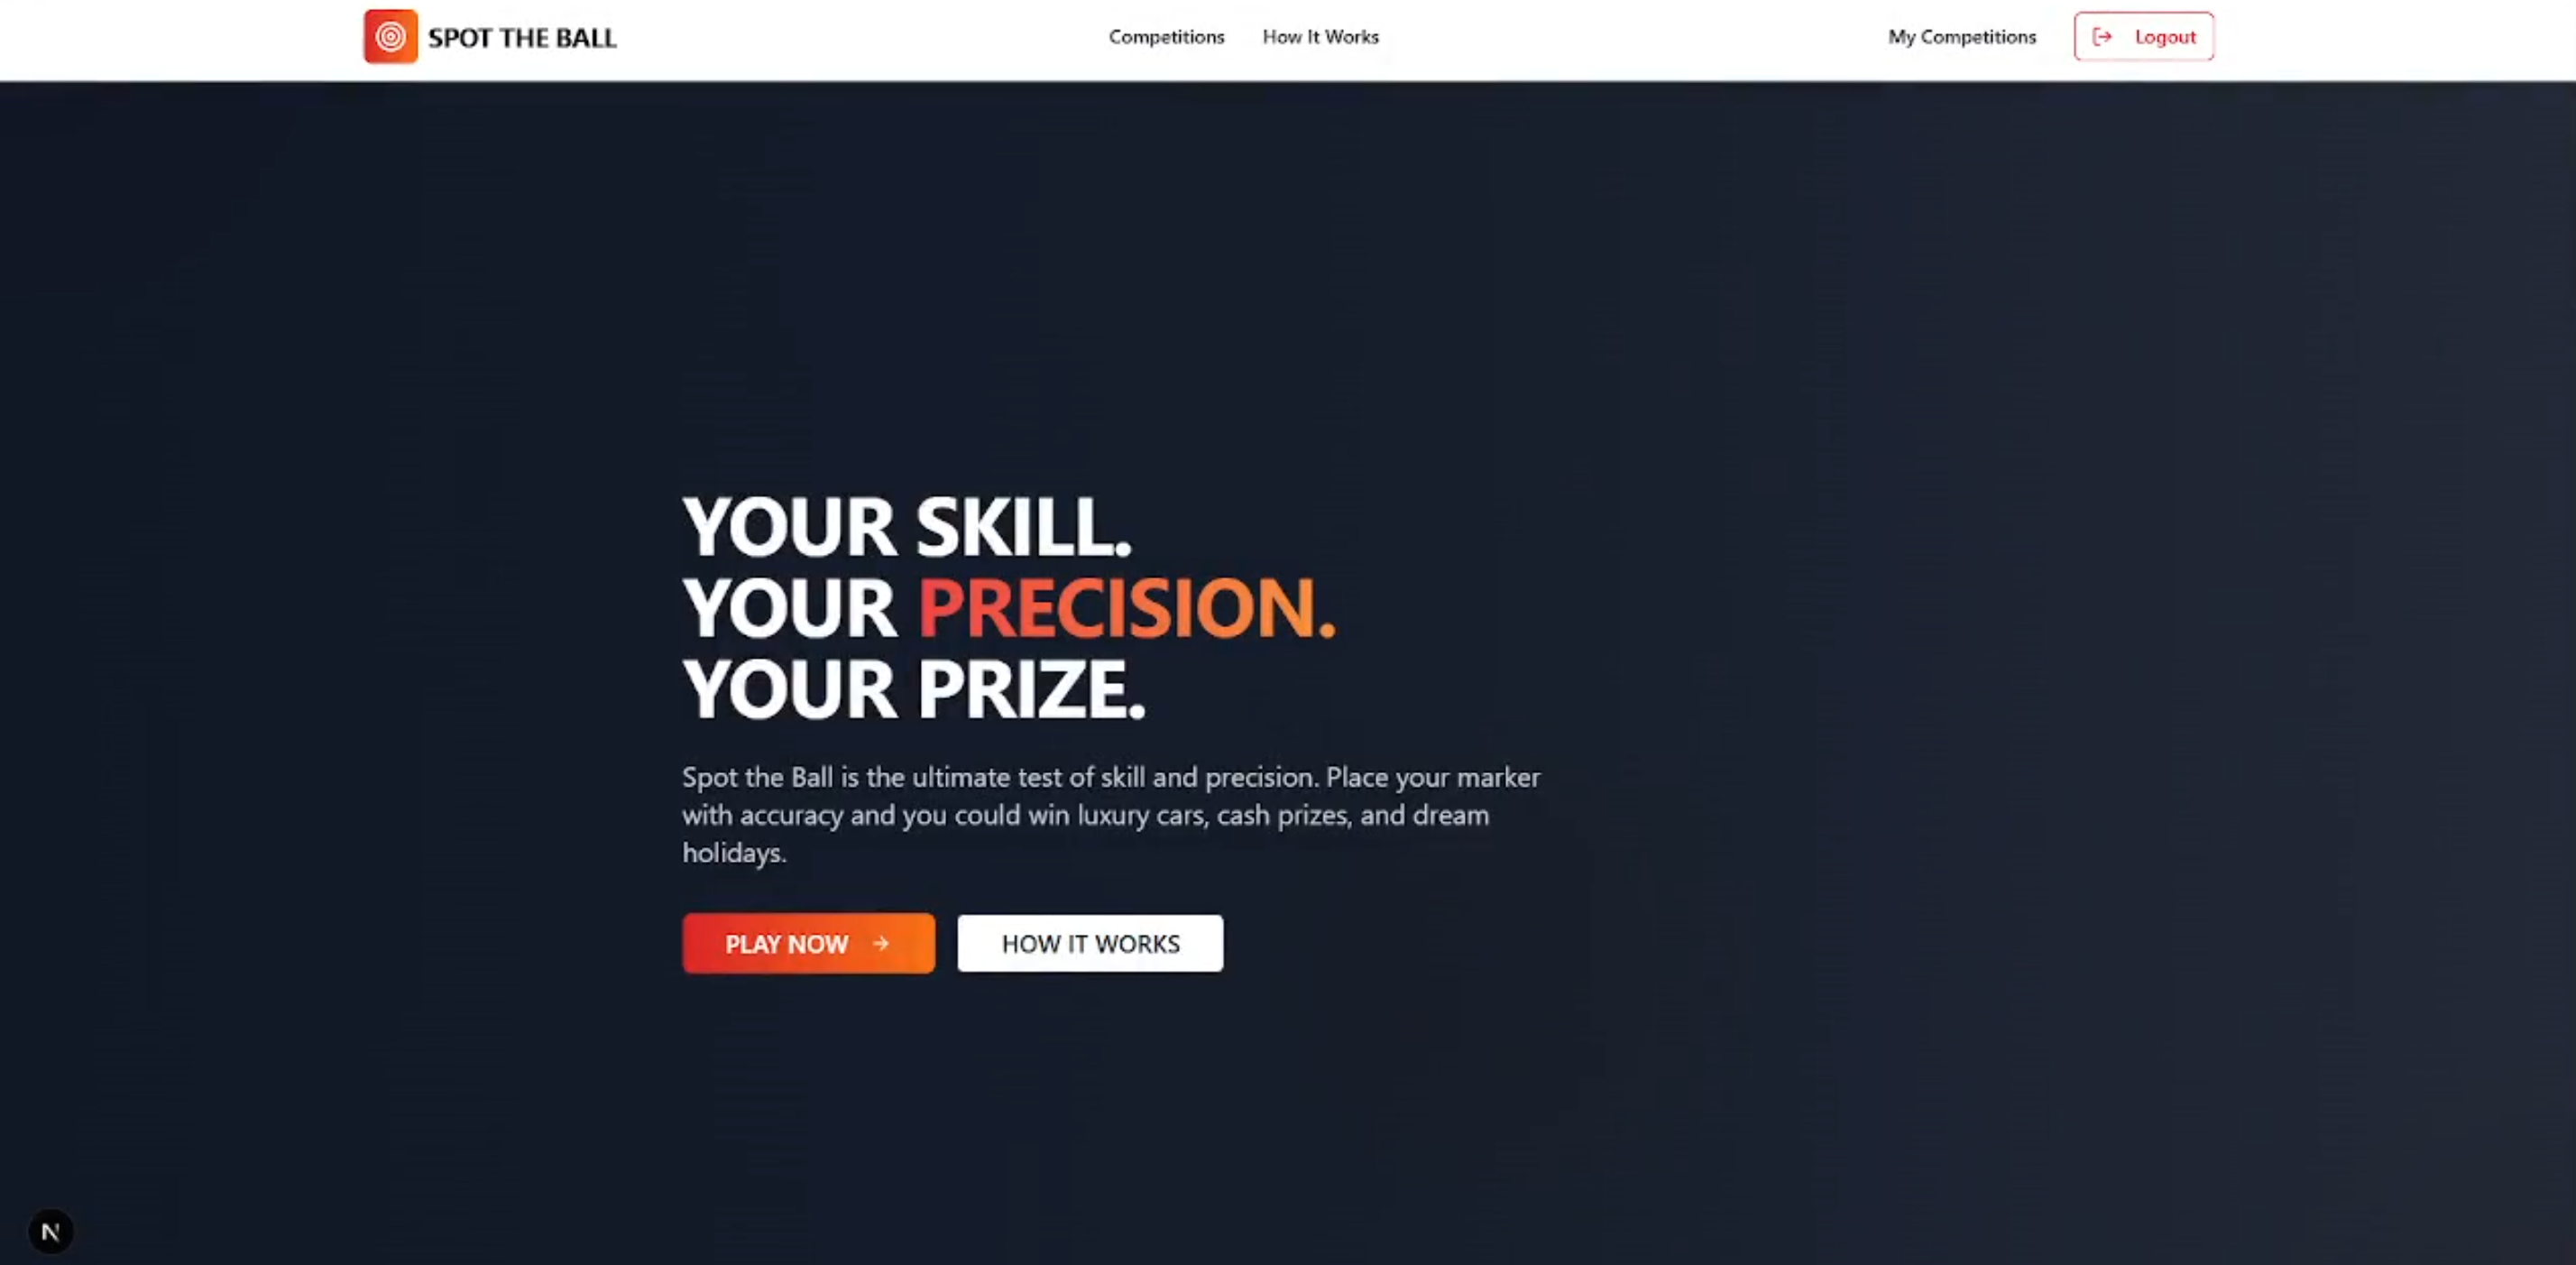 SPOT THE BALL
Competitions
How It Works
My Competitions
Logout
YOUR SKILL.
YOUR PRECISION.
YOUR PRIZE.
Spot the Ball is the ultimate test of skill and precision. Place your marker
with accuracy and you could win luxury cars, cash prizes, and dream
holidays.
PLAY NOW →
HOW IT WORKS
N